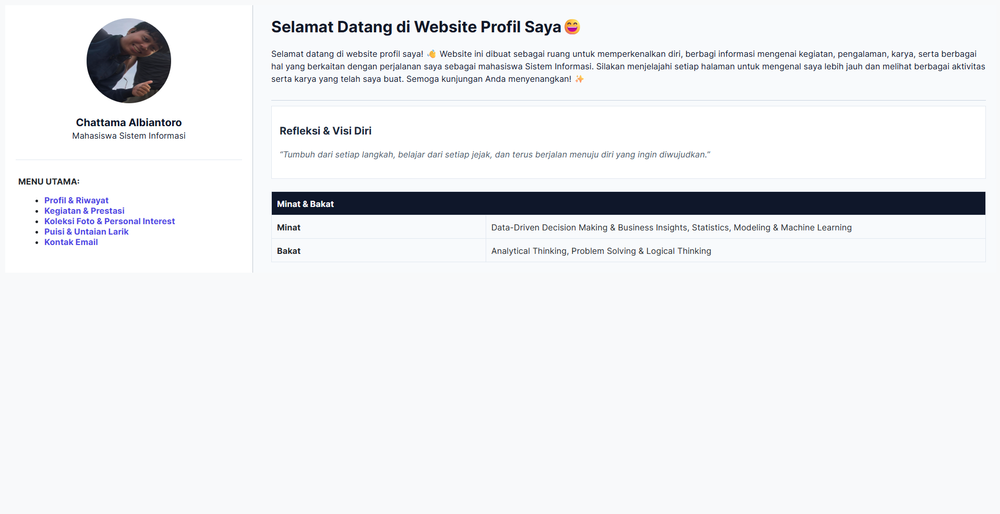 Chattama Albiantoro
Mahasiswa Sistem Informasi
MENU UTAMA:
• Profil & Riwayat
• Kegiatan & Prestasi
• Koleksi Foto & Personal Interest
• Puisi & Untaian Larik
• Kontak Email
Selamat Datang di Website Profil Saya😄
Selamat datang di website profil saya! 👋 Website ini dibuat sebagai ruang untuk memperkenalkan diri, berbagi informasi mengenai kegiatan, pengalaman, karya, serta berbagai
hal yang berkaitan dengan perjalanan saya sebagai mahasiswa Sistem Informasi. Silakan menjelajahi setiap halaman untuk mengenal saya lebih jauh dan melihat berbagai aktivitas
serta karya yang telah saya buat. Semoga kunjungan Anda menyenangkan! ✨
Refleksi & Visi Diri
“Tumbuh dari setiap langkah, belajar dari setiap jejak, dan terus berjalan menuju diri yang ingin diwujudkan.”
Minat & Bakat
Minat Data-Driven Decision Making & Business Insights, Statistics, Modeling & Machine Learning
Bakat Analytical Thinking, Problem Solving & Logical Thinking